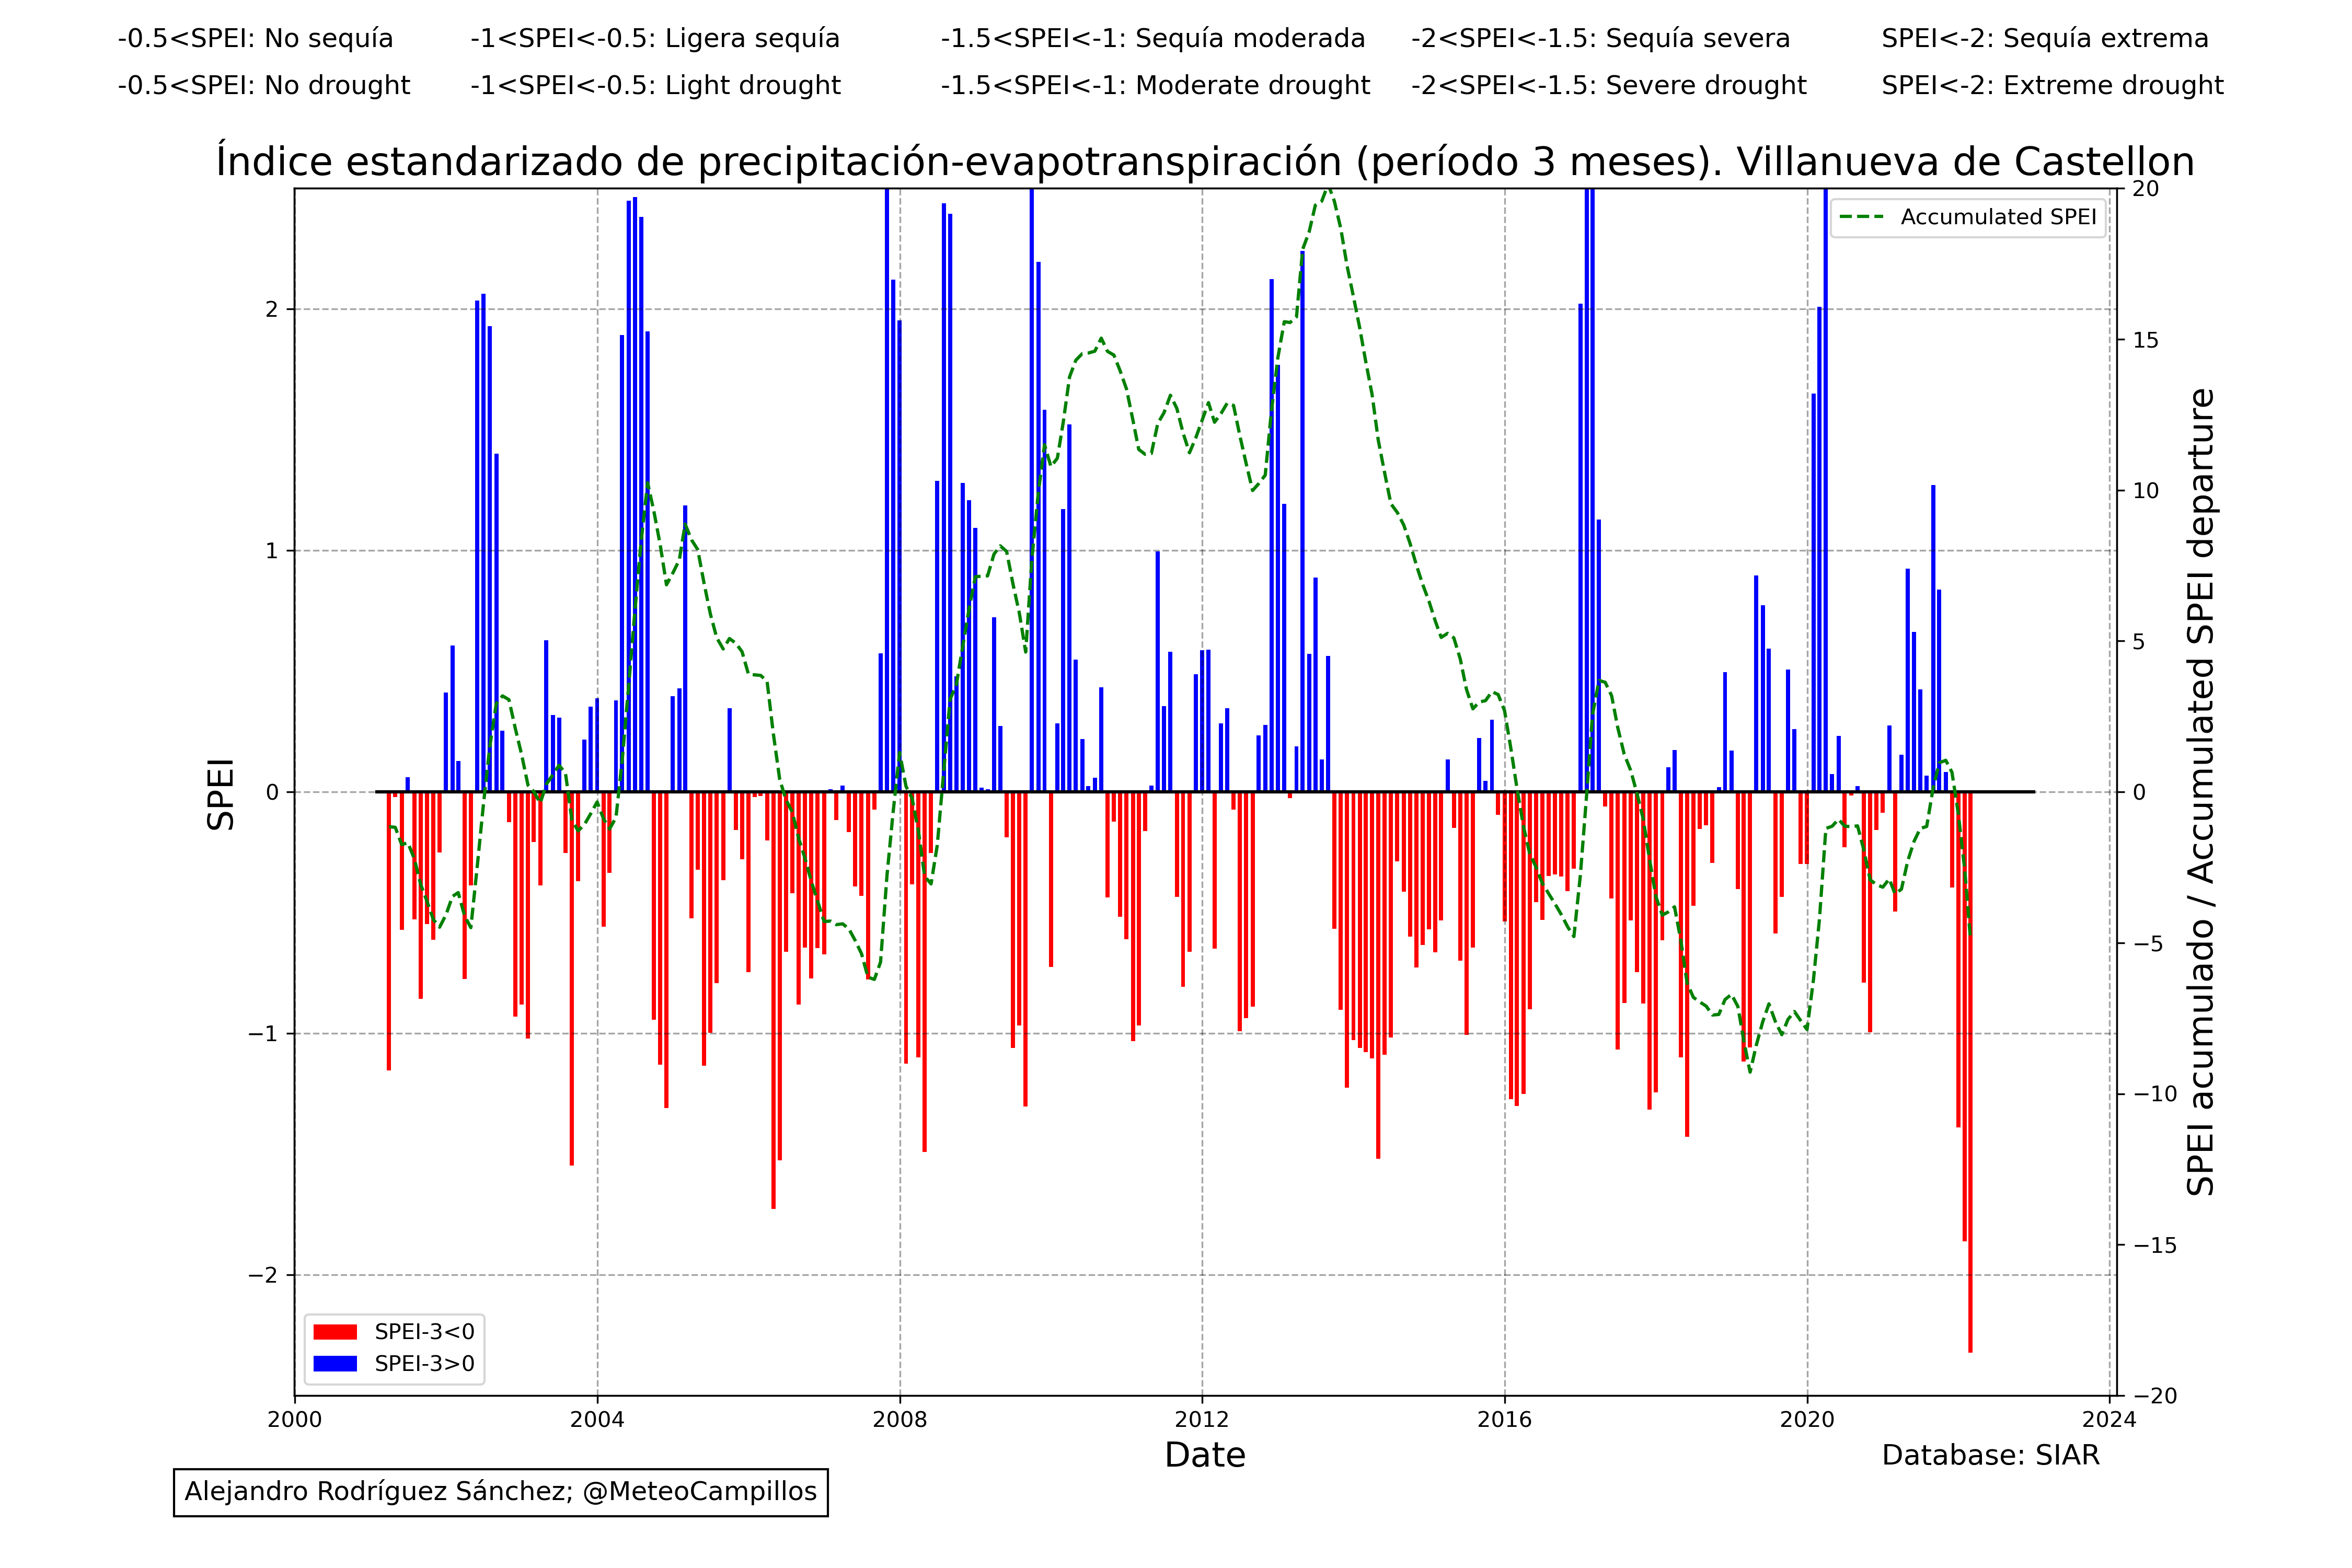 -0.5<SPEI: No sequía -1<SPEI<-0.5: Ligera sequía -1.5<SPEI<-1: Sequía moderada -2<SPEI<-1.5: Sequía severa SPEI<-2: Sequía extrema
-0.5<SPEI: No drought -1<SPEI<-0.5: Light drought -1.5<SPEI<-1: Moderate drought -2<SPEI<-1.5: Severe drought SPEI<-2: Extreme drought
Índice estandarizado de precipitación-evapotranspiración (período 3 meses). Villanueva de Castellon
Accumulated SPEI
SPEI
2
1
0
−1
−2
20
15
10
5
0
−5
−10
−15
−20
SPEI acumulado / Accumulated SPEI departure
SPEI-3<0
SPEI-3>0
2000 2004 2008 2012 2016 2020 2024
Date
Database: SIAR
Alejandro Rodríguez Sánchez; @MeteoCampillos